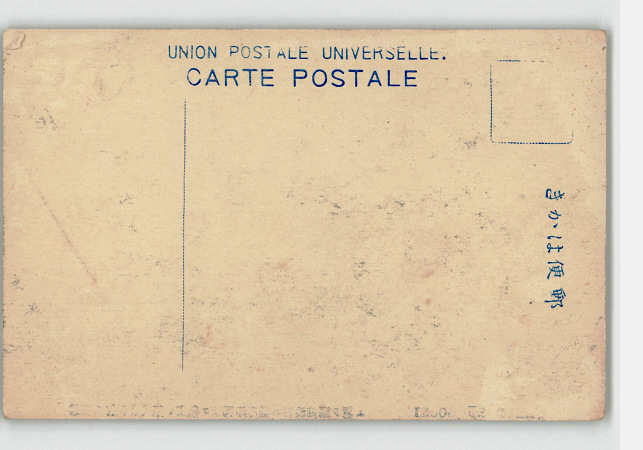 UNION POSTALE UNIVERSELLE.
CARTE POSTALE
きかは便郵